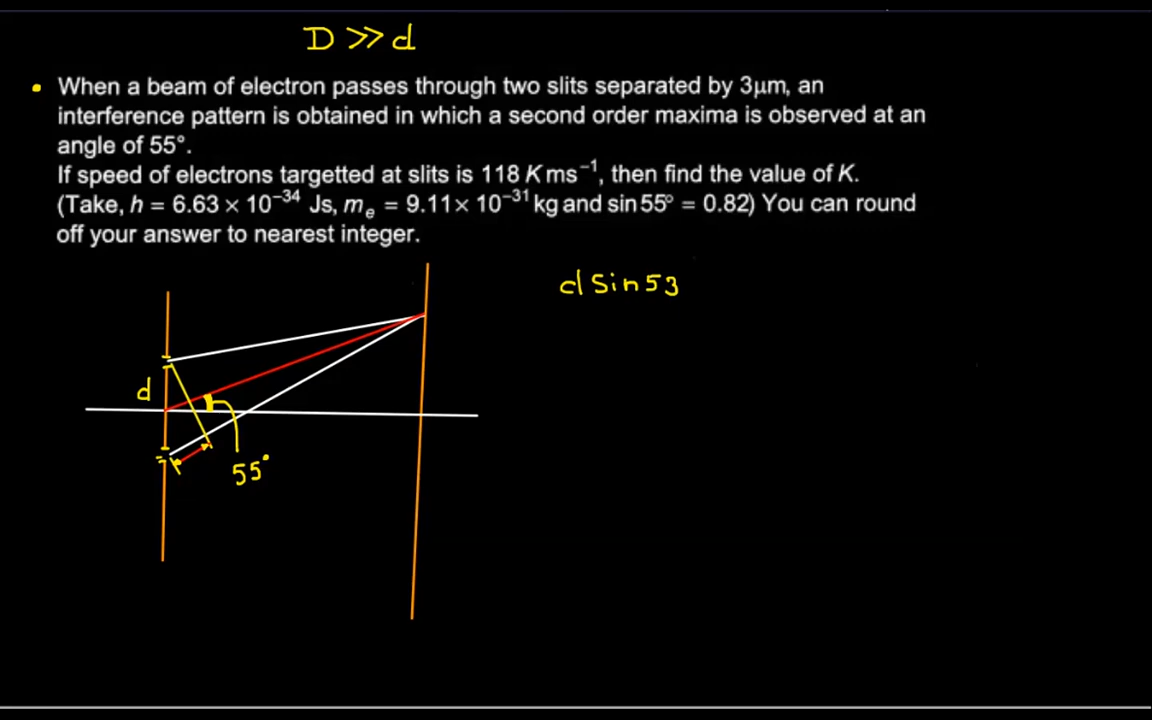 D >> d
• When a beam of electron passes through two slits separated by 3μm, an
interference pattern is obtained in which a second order maxima is observed at an
angle of 55°.
If speed of electrons targetted at slits is 118 K ms⁻¹, then find the value of K.
(Take, h = 6.63 × 10⁻³⁴ Js, mₑ = 9.11× 10⁻³¹ kg and sin 55° = 0.82) You can round
off your answer to nearest integer.
d Sin 53
d
55°